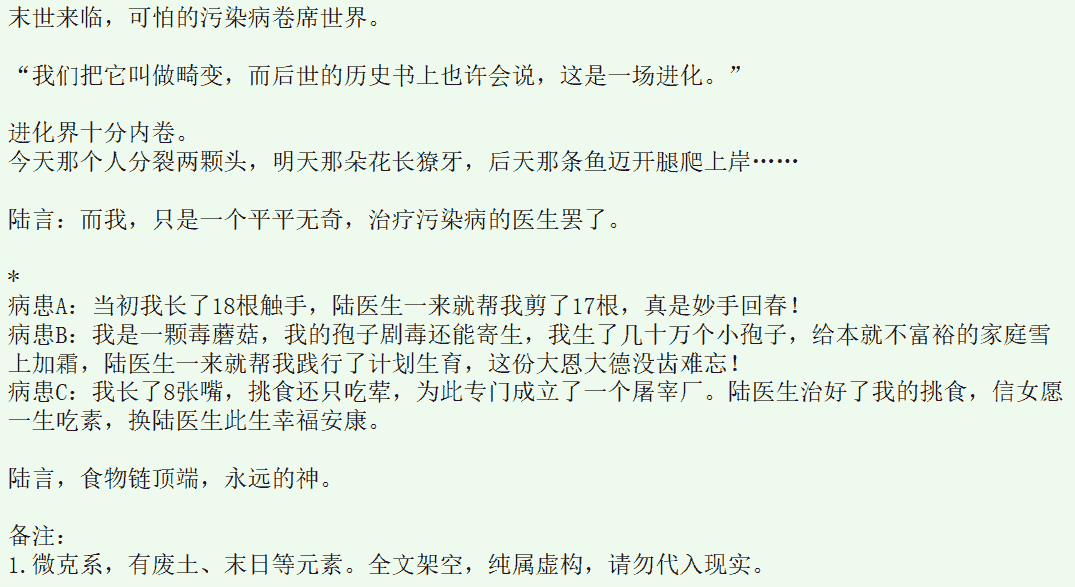 末世来临，可怕的污染病卷席世界。
“我们把它叫做畸变，而后世的历史书上也许会说，这是一场进化。”
进化界十分内卷。
今天那个人分裂两颗头，明天那朵花长獠牙，后天那条鱼迈开腿爬上岸……
陆言：而我，只是一个平平无奇，治疗污染病的医生罢了。
*
病患A：当初我长了18根触手，陆医生一来就帮我剪了17根，真是妙手回春！
病患B：我是一颗毒蘑菇，我的孢子剧毒还能寄生，我生了几十万个小孢子，给本就不富裕的家庭雪
上加霜，陆医生一来就帮我践行了计划生育，这份大恩大德没齿难忘！
病患C：我长了8张嘴，挑食还只吃荤，为此专门成立了一个屠宰厂。陆医生治好了我的挑食，信女愿
一生吃素，换陆医生此生幸福安康。
陆言，食物链顶端，永远的神。
备注：
1.微克系，有废土、末日等元素。全文架空，纯属虚构，请勿代入现实。